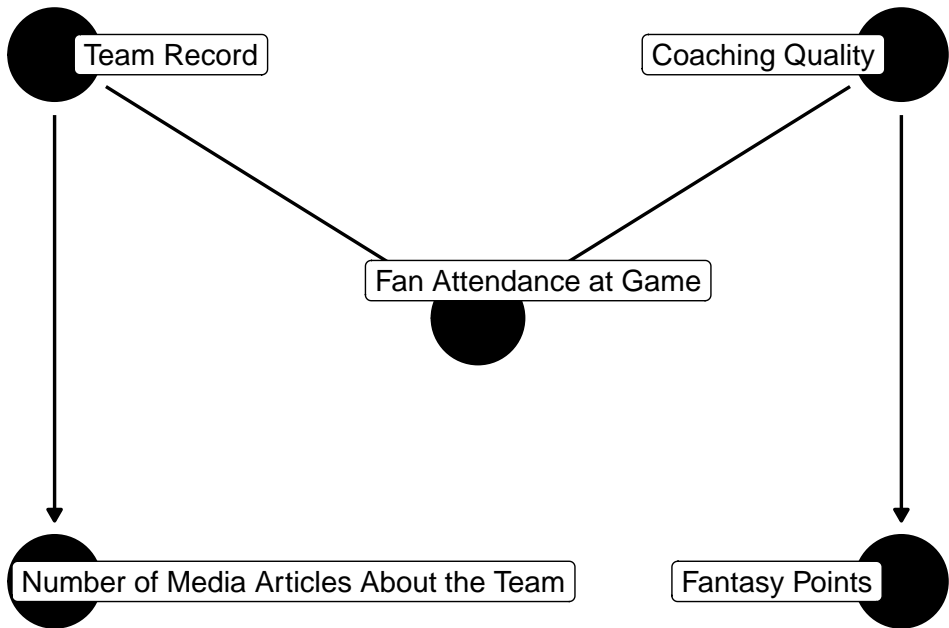 Team Record
Coaching Quality
Fan Attendance at Game
Number of Media Articles About the Team
Fantasy Points